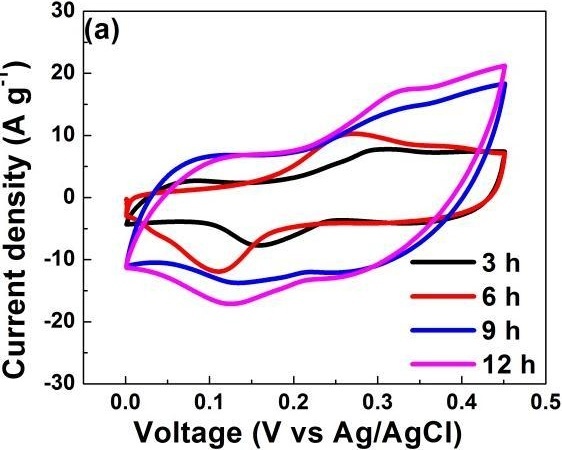 (a)
Current density (A g⁻¹)
30
20
10
0
-10
-20
-30
3 h
6 h
9 h
12 h
0.0 0.1 0.2 0.3 0.4 0.5
Voltage (V vs Ag/AgCl)